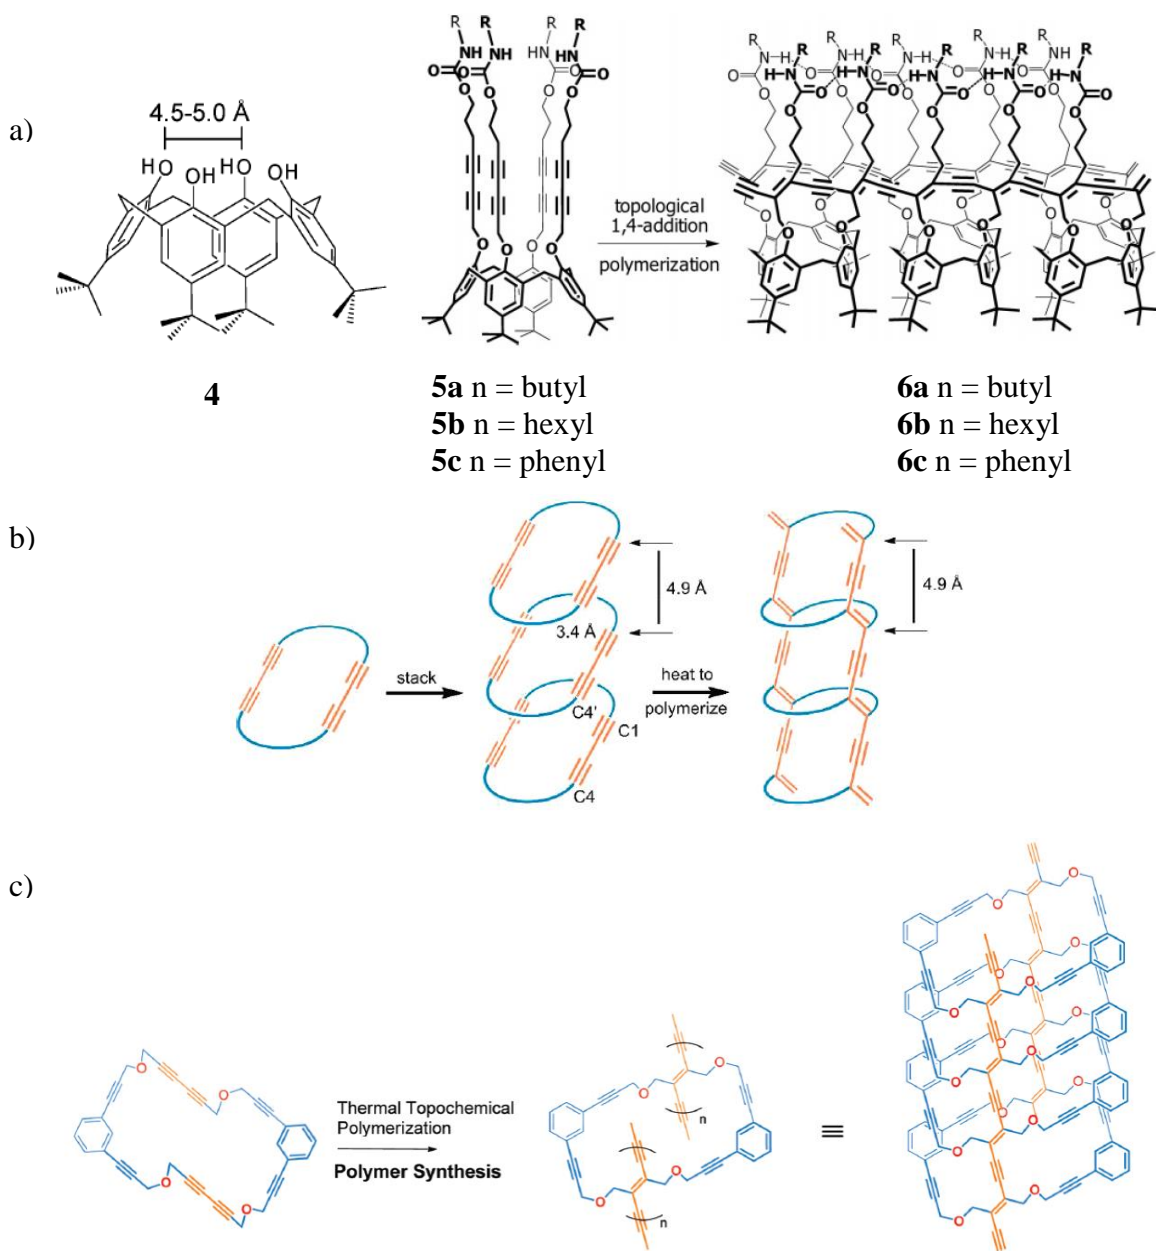 a)
4.5-5.0 Å
HO OH HO OH
4
R R R R
NH NH HN NH
O O O O
O O O O
O O O O
5a n = butyl
5b n = hexyl
5c n = phenyl
topological
1,4-addition
polymerization
R R R R R R
N-H H-N N-H H-N N-H H-N
O O O O O O
O O O O O O
O O O O O O
6a n = butyl
6b n = hexyl
6c n = phenyl
b)
stack
4.9 Å
3.4 Å
C4'
C1
C4
heat to
polymerize
4.9 Å
c)
O O
O O
Thermal Topochemical
Polymerization
Polymer Synthesis
O O
n
n
O O
≡
O O
O O O
O O O
O O O
O O O
O O